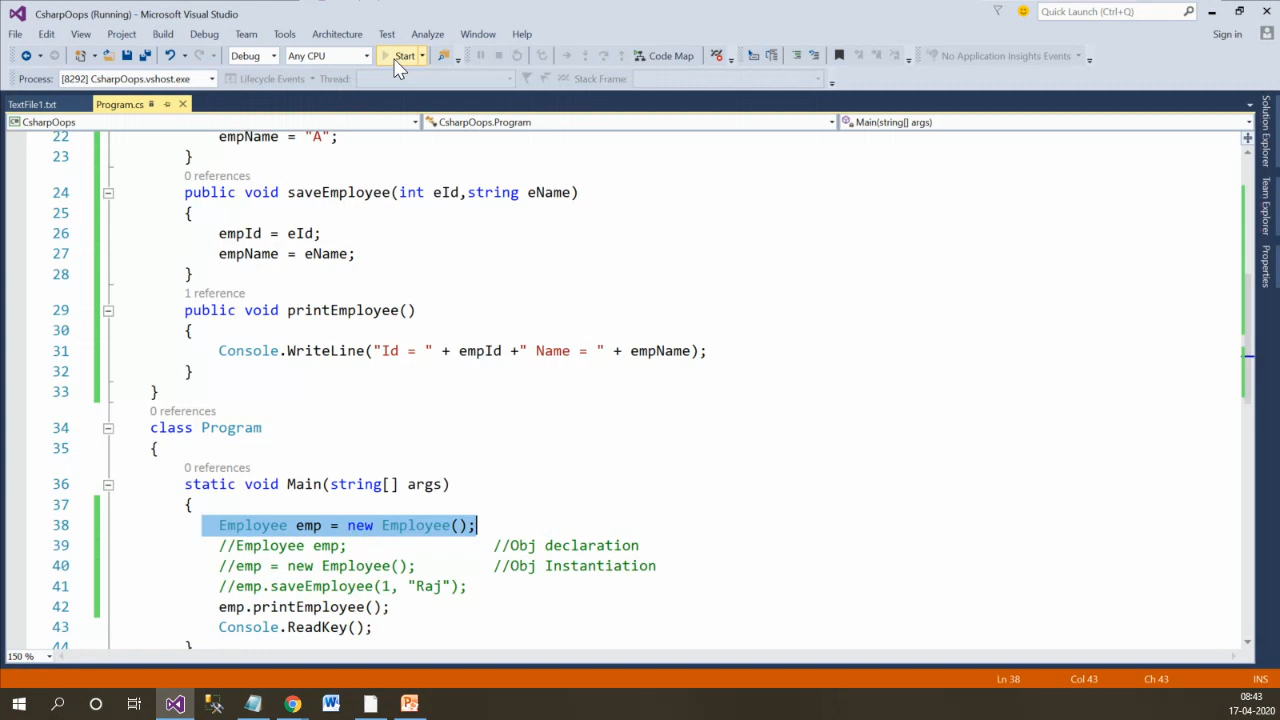 CsharpOops (Running) - Microsoft Visual Studio
Quick Launch (Ctrl+Q)
File Edit View Project Build Debug Team Tools Architecture Test Analyze Window Help Sign in
Debug Any CPU Start Code Map No Application Insights Events
Process: [8292] CsharpOops.vshost.exe Lifecycle Events Thread: Stack Frame:
TextFile1.txt Program.cs
CsharpOops CsharpOops.Program Main(string[] args)
22 empName = "A";
23 }
0 references
24 public void saveEmployee(int eId,string eName)
25 {
26 empId = eId;
27 empName = eName;
28 }
1 reference
29 public void printEmployee()
30 {
31 Console.WriteLine("Id = " + empId +" Name = " + empName);
32 }
33 }
0 references
34 class Program
35 {
0 references
36 static void Main(string[] args)
37 {
38 Employee emp = new Employee();
39 //Employee emp; //Obj declaration
40 //emp = new Employee(); //Obj Instantiation
41 //emp.saveEmployee(1, "Raj");
42 emp.printEmployee();
43 Console.ReadKey();
44 }
150 %
Solution Explorer
Team Explorer
Properties
Ln 38 Col 43 Ch 43 INS
08:43
17-04-2020